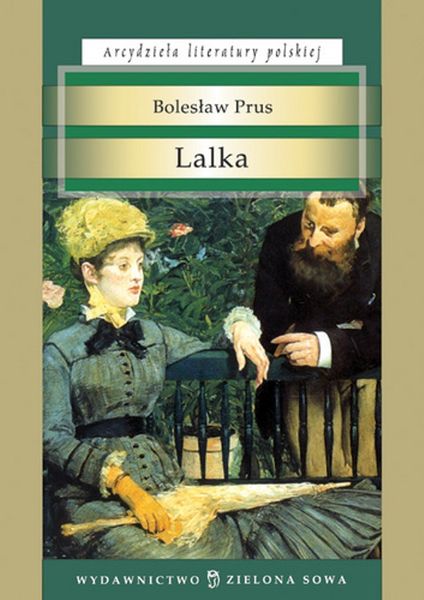 Arcydzieła literatury polskiej
Bolesław Prus
Lalka
WYDAWNICTWO ZIELONA SOWA